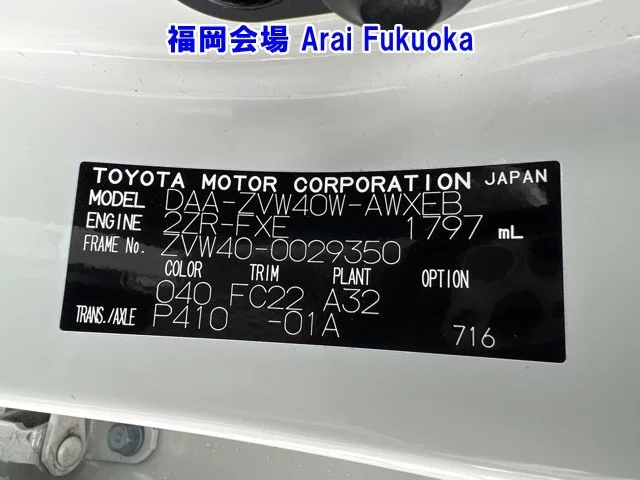 福岡会場 Arai Fukuoka
TOYOTA MOTOR CORPORATION JAPAN
MODEL DAA-ZVW40W-AWXEB
ENGINE 2ZR-FXE 1797 mL
FRAME No. ZVW40-0029350
COLOR TRIM PLANT OPTION
040 FC22 A32
TRANS./AXLE P410 -01A
716